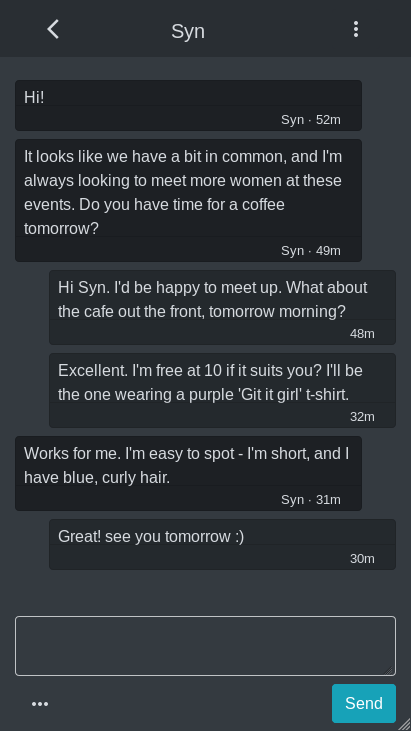 Syn
Hi!
Syn · 52m
It looks like we have a bit in common, and I'm
always looking to meet more women at these
events. Do you have time for a coffee
tomorrow?
Syn · 49m
Hi Syn. I'd be happy to meet up. What about
the cafe out the front, tomorrow morning?
48m
Excellent. I'm free at 10 if it suits you? I'll be
the one wearing a purple 'Git it girl' t-shirt.
32m
Works for me. I'm easy to spot - I'm short, and I
have blue, curly hair.
Syn · 31m
Great! see you tomorrow :)
30m
Send